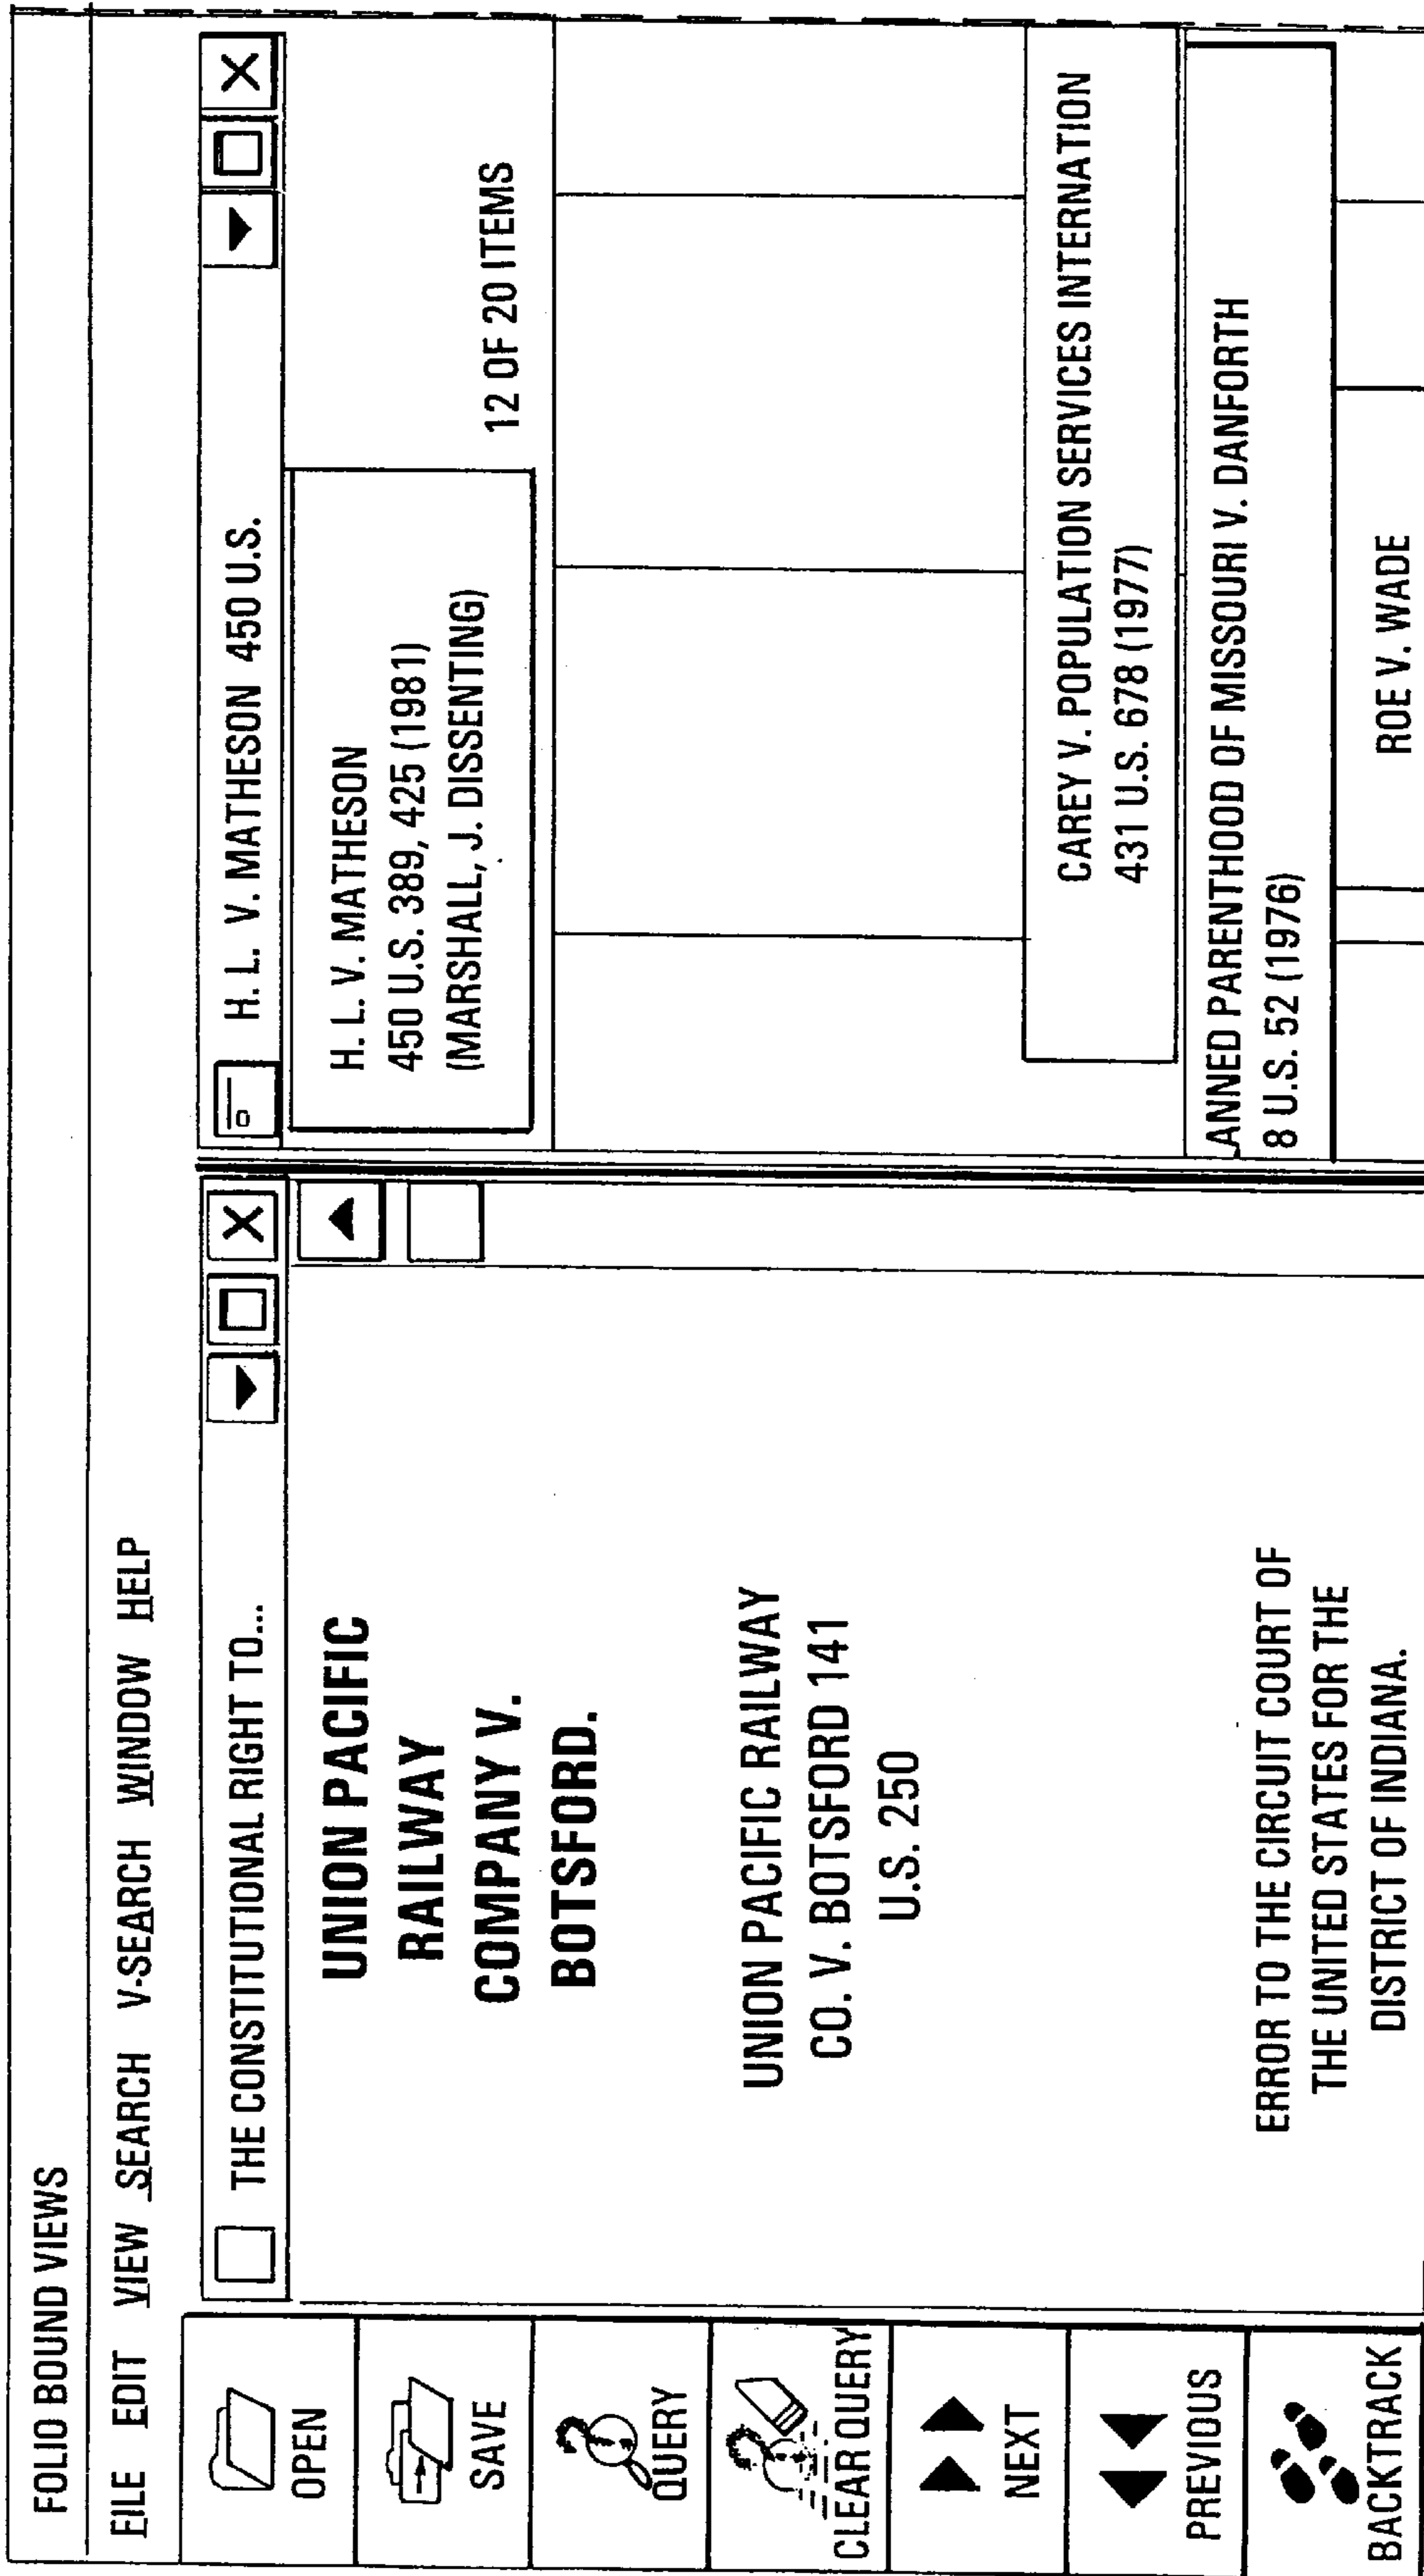 FOLIO BOUND VIEWS
FILE EDIT VIEW SEARCH V-SEARCH WINDOW HELP
OPEN
SAVE
QUERY
CLEAR QUERY
NEXT
PREVIOUS
BACKTRACK
THE CONSTITUTIONAL RIGHT TO...
UNION PACIFIC
RAILWAY
COMPANY V.
BOTSFORD.
UNION PACIFIC RAILWAY
CO. V. BOTSFORD 141
U.S. 250
ERROR TO THE CIRCUIT COURT OF
THE UNITED STATES FOR THE
DISTRICT OF INDIANA.
H. L. V. MATHESON 450 U.S.
H. L. V. MATHESON
450 U.S. 389, 425 (1981)
(MARSHALL, J. DISSENTING)
12 OF 20 ITEMS
CAREY V. POPULATION SERVICES INTERNATION
431 U.S. 678 (1977)
ANNED PARENTHOOD OF MISSOURI V. DANFORTH
8 U.S. 52 (1976)
ROE V. WADE